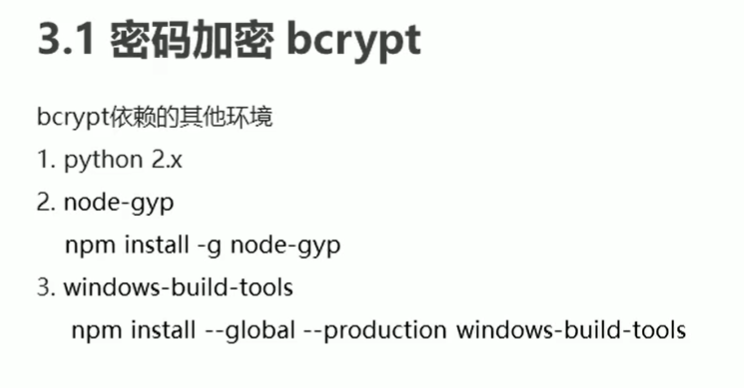 3.1 密码加密 bcrypt
bcrypt依赖的其他环境
1. python 2.x
2. node-gyp
npm install -g node-gyp
3. windows-build-tools
npm install --global --production windows-build-tools